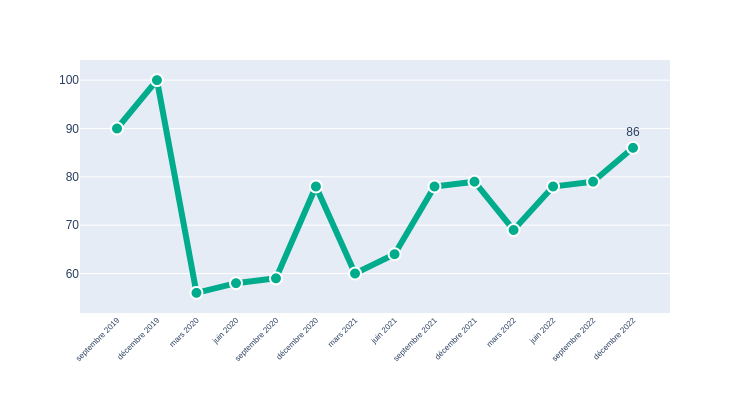 100
90
80
70
60
86
septembre 2019
décembre 2019
mars 2020
juin 2020
septembre 2020
décembre 2020
mars 2021
juin 2021
septembre 2021
décembre 2021
mars 2022
juin 2022
septembre 2022
décembre 2022